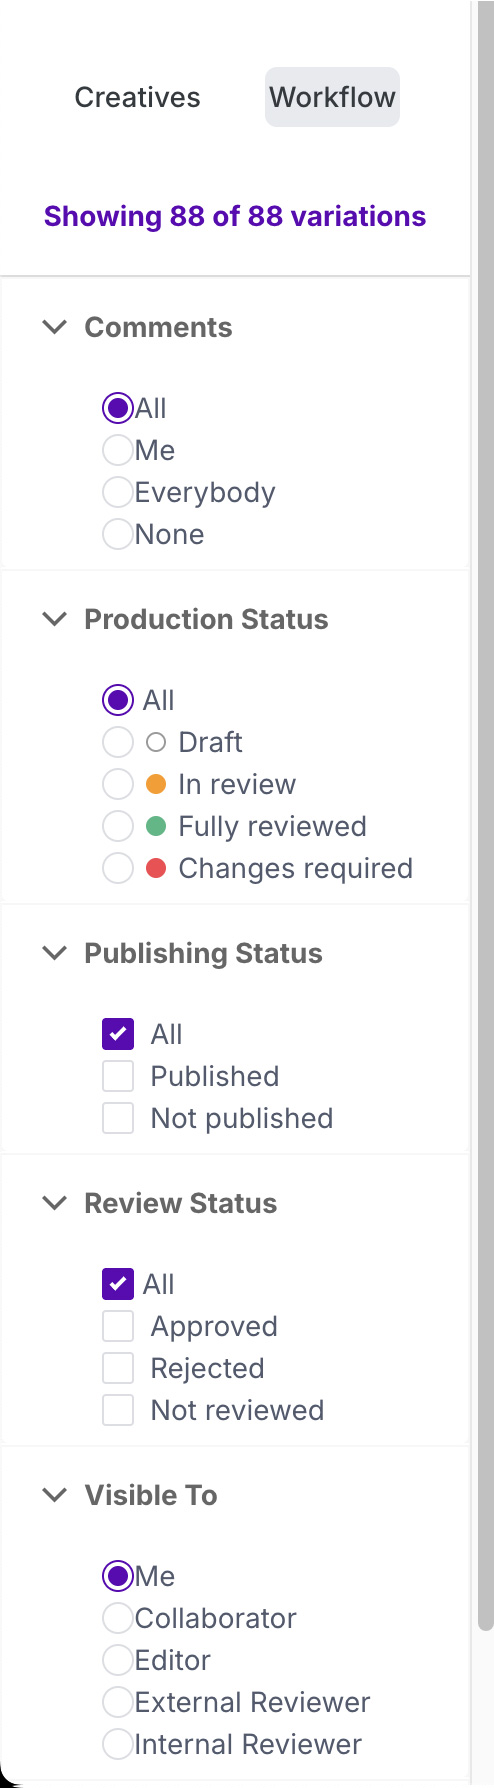 Creatives Workflow
Showing 88 of 88 variations
Comments
All
Me
Everybody
None
Production Status
All
Draft
In review
Fully reviewed
Changes required
Publishing Status
All
Published
Not published
Review Status
All
Approved
Rejected
Not reviewed
Visible To
Me
Collaborator
Editor
External Reviewer
Internal Reviewer